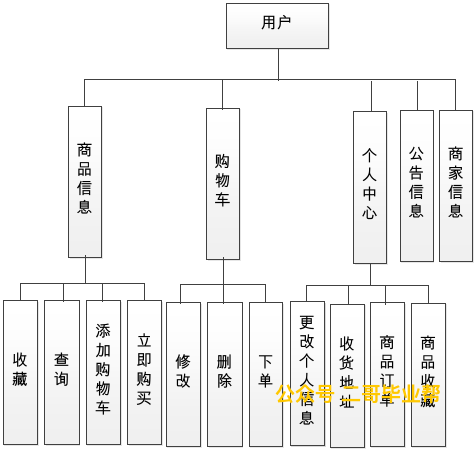 用户
商品信息
购物车
个人中心
公告信息
商家信息
收藏
查询
添加购物车
立即购买
修改
删除
下单
更改个人信息
收货地址
商品订单
商品收藏
公众号 二哥毕业帮